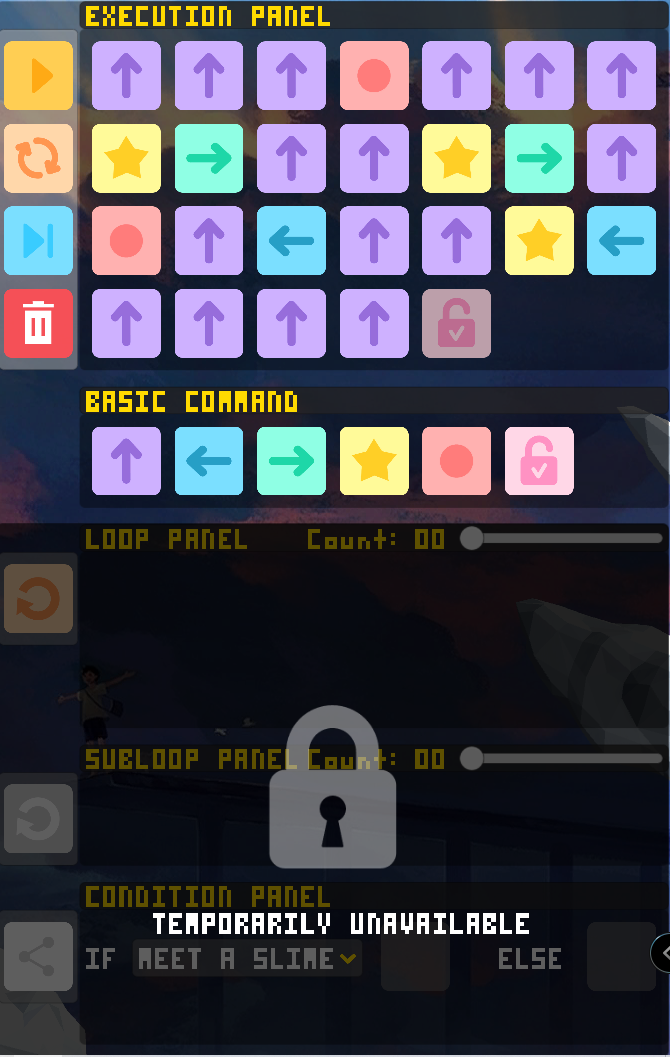 EXECUTION PANEL
BASIC COMMAND
LOOP PANEL Count: 00
SUBLOOP PANEL Count: 00
CONDITION PANEL
TEMPORARILY UNAVAILABLE
IF MEET A SLIME ELSE